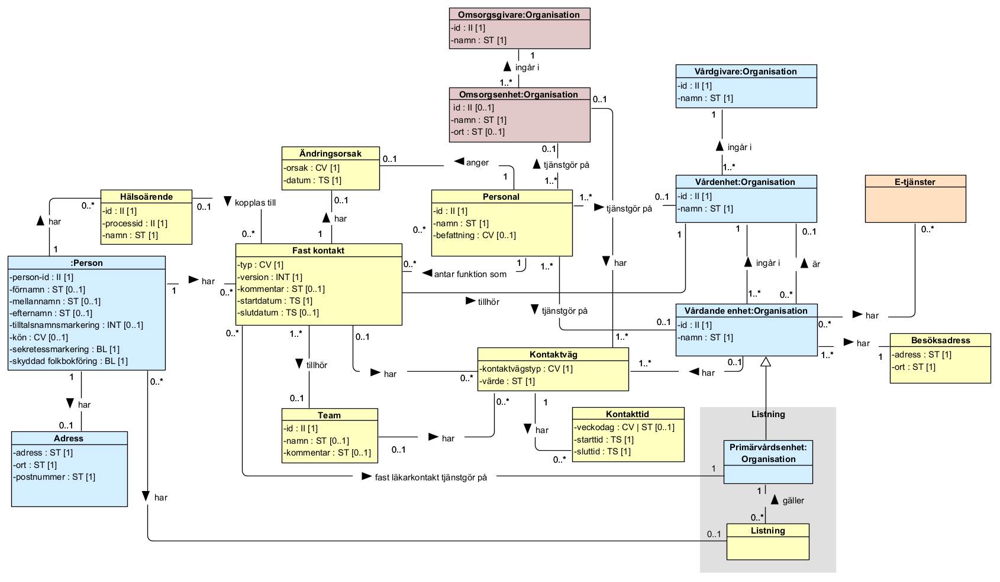 Omsorgsgivare:Organisation
-id : II [1]
-namn : ST [1]
1
ingår i
1..*
Omsorgsenhet:Organisation
id : II [0..1]
-namn : ST [1]
-ort : ST [0..1]
0..1
0..1
tjänstgör på
1..*
Vårdgivare:Organisation
-id : II [1]
-namn : ST [1]
1
ingår i
1..*
Ändringsorsak
-orsak : CV [1]
-datum : TS [1]
0..1
anger
1
0..1
har
1
Hälsoärende
-id : II [1]
-processid : II [1]
-namn : ST [1]
0..*
har
1
0..1
kopplas till
0..*
Personal
-id : II [1]
-namn : ST [1]
-befattning : CV [0..1]
1..*
tjänstgör på
0..1
0..*
Vårdenhet:Organisation
-id : II [1]
-namn : ST [1]
E-tjänster
0..*
1
1
0..1
:Person
-person-id : II [1]
-förnamn : ST [0..1]
-mellannamn : ST [0..1]
-efternamn : ST [0..1]
-tilltalsnamnsmarkering : INT [0..1]
-kön : CV [0..1]
-sekretessmarkering : BL [1]
-skyddad folkbokföring : BL [1]
1
har
0..*
Fast kontakt
-typ : CV [1]
-version : INT [1]
-kommentar : ST [0..1]
-startdatum : TS [1]
-slutdatum : TS [0..1]
0..*
antar funktion som
1
1..*
har
ingår i
är
tillhör
tjänstgör på
0..1
1..*
0..*
Vårdande enhet:Organisation
-id : II [1]
-namn : ST [1]
0..*
har
1..*
har
1
Besöksadress
-adress : ST [1]
-ort : ST [1]
0..*
1..*
0..1
1..*
Kontaktväg
-kontaktvägstyp : CV [1]
-värde : ST [1]
1..*
har
0..1
tillhör
har
0..*
0..1
1
har
0..1
0..*
Adress
-adress : ST [1]
-ort : ST [1]
-postnummer : ST [1]
Team
-id : II [1]
-namn : ST [0..1]
-kommentar : ST [0..1]
0..1
har
0..*
1
har
0..*
Kontakttid
-veckodag : CV | ST [0..1]
-starttid : TS [1]
-sluttid : TS [1]
Listning
Primärvårdsenhet:
Organisation
fast läkarkontakt tjänstgör på
1
1
gäller
0..*
har
0..1
Listning